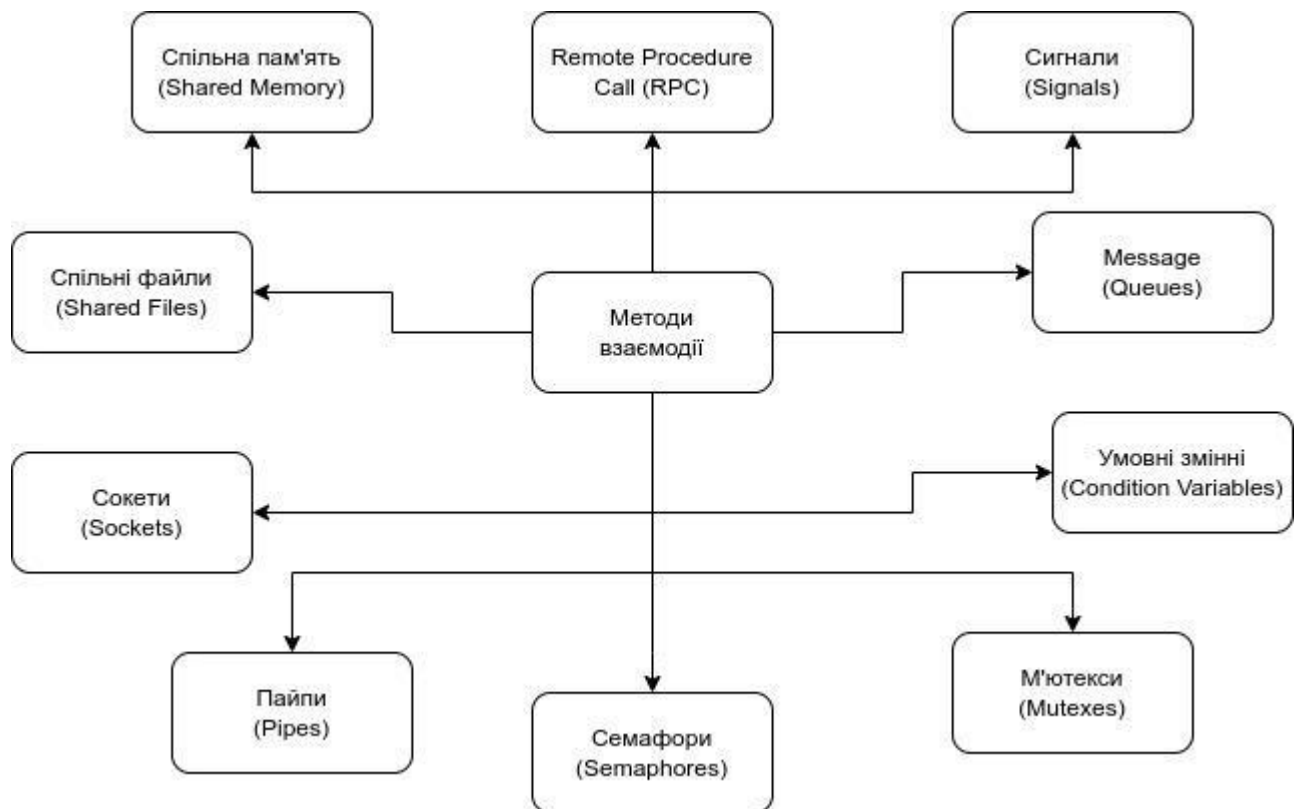 Спільна пам'ять
(Shared Memory)
Remote Procedure
Call (RPC)
Сигнали
(Signals)
Спільні файли
(Shared Files)
Методи
взаємодії
Message
(Queues)
Сокети
(Sockets)
Умовні змінні
(Condition Variables)
Пайпи
(Pipes)
Семафори
(Semaphores)
М'ютекси
(Mutexes)